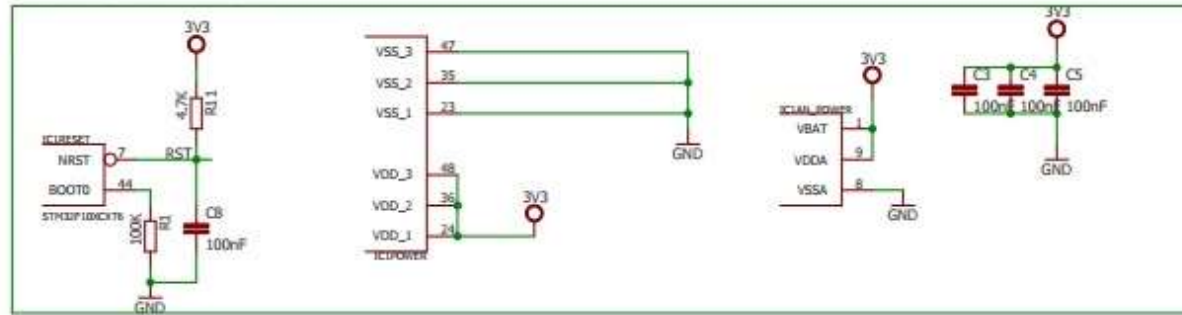 3V3
4.7K
R11
IC1RESET
NRST
7
RST
BOOT0
44
STM32F10XCXT6
100K
R1
C8
100nF
GND
VSS_3
47
VSS_2
35
VSS_1
23
GND
VDD_3
48
VDD_2
36
VDD_1
24
3V3
IC1POWER
3V3
IC1AN_POWER
VBAT
1
VDDA
9
VSSA
8
GND
3V3
C3
C4
C5
100nF
100nF
100nF
GND